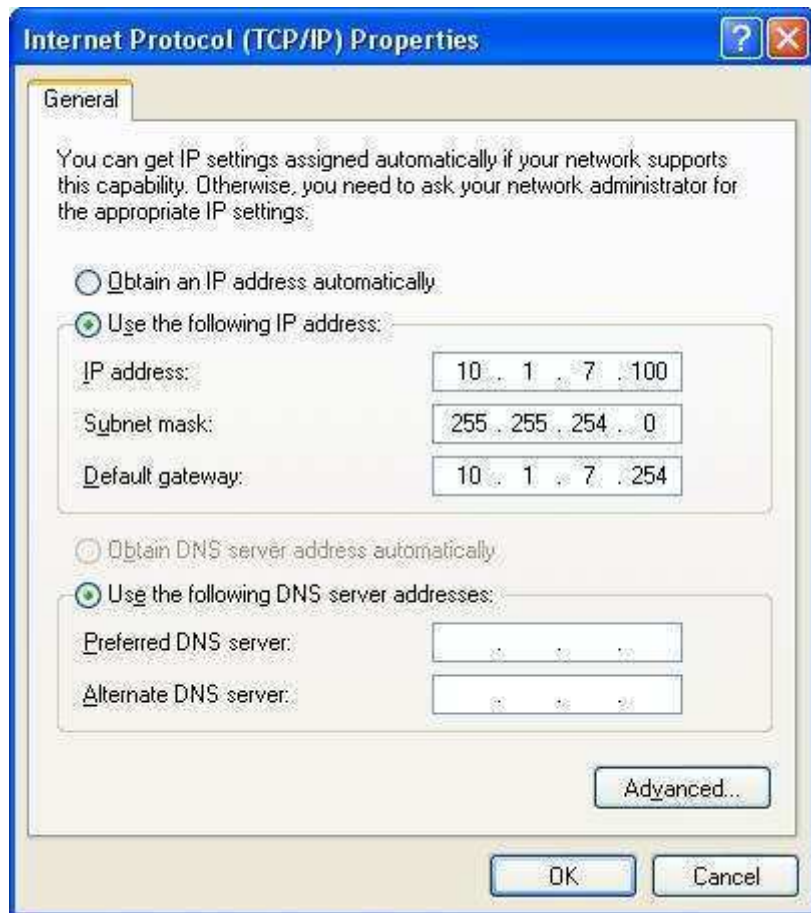 Internet Protocol (TCP/IP) Properties
General
You can get IP settings assigned automatically if your network supports
this capability. Otherwise, you need to ask your network administrator for
the appropriate IP settings.
Obtain an IP address automatically
Use the following IP address:
IP address: 10 . 1 . 7 . 100
Subnet mask: 255 . 255 . 254 . 0
Default gateway: 10 . 1 . 7 . 254
Obtain DNS server address automatically
Use the following DNS server addresses:
Preferred DNS server: . . .
Alternate DNS server: . . .
Advanced...
OK Cancel